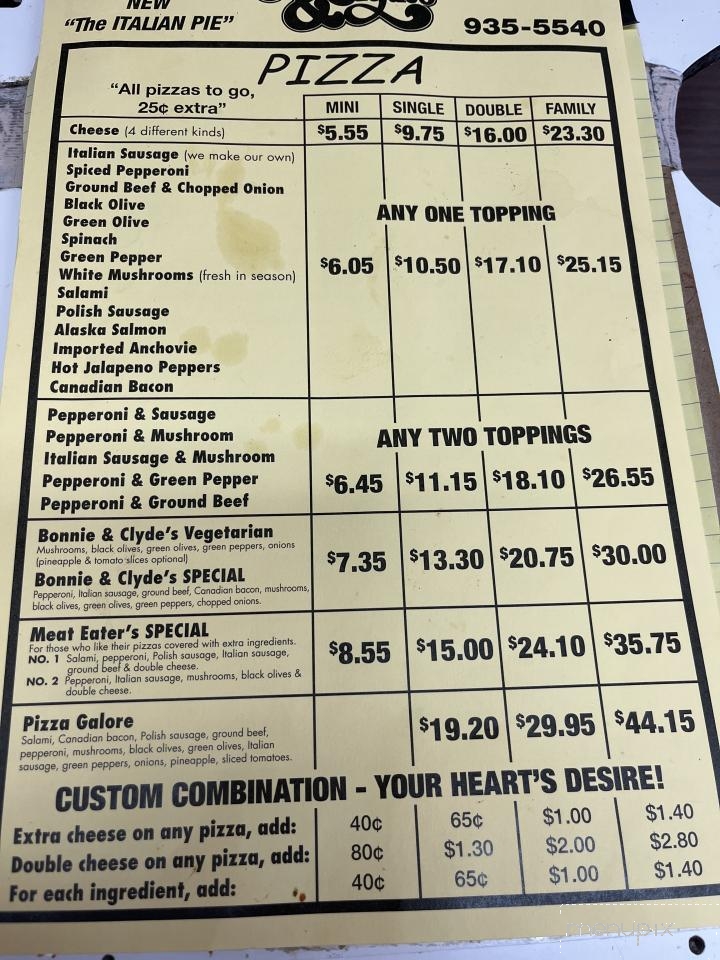 NEW
"The ITALIAN PIE"
&
935-5540
PIZZA
"All pizzas to go,
25¢ extra"
MINI SINGLE DOUBLE FAMILY
Cheese (4 different kinds) $5.55 $9.75 $16.00 $23.30
Italian Sausage (we make our own)
Spiced Pepperoni
Ground Beef & Chopped Onion
Black Olive
Green Olive
Spinach
Green Pepper
White Mushrooms (fresh in season)
Salami
Polish Sausage
Alaska Salmon
Imported Anchovie
Hot Jalapeno Peppers
Canadian Bacon
ANY ONE TOPPING
$6.05 $10.50 $17.10 $25.15
Pepperoni & Sausage
Pepperoni & Mushroom
Italian Sausage & Mushroom
Pepperoni & Green Pepper
Pepperoni & Ground Beef
ANY TWO TOPPINGS
$6.45 $11.15 $18.10 $26.55
Bonnie & Clyde's Vegetarian
Mushrooms, black olives, green olives, green peppers, onions
(pineapple & tomato slices optional)
Bonnie & Clyde's SPECIAL
Pepperoni, Italian sausage, ground beef, Canadian bacon, mushrooms,
black olives, green olives, green peppers, chopped onions.
$7.35 $13.30 $20.75 $30.00
Meat Eater's SPECIAL
For those who like their pizzas covered with extra ingredients.
NO. 1 Salami, pepperoni, Polish sausage, Italian sausage,
ground beef & double cheese.
NO. 2 Pepperoni, Italian sausage, mushrooms, black olives &
double cheese.
$8.55 $15.00 $24.10 $35.75
Pizza Galore
Salami, Canadian bacon, Polish sausage, ground beef,
pepperoni, mushrooms, black olives, green olives, Italian
sausage, green peppers, onions, pineapple, sliced tomatoes.
$19.20 $29.95 $44.15
CUSTOM COMBINATION - YOUR HEART'S DESIRE!
Extra cheese on any pizza, add: 40¢ 65¢ $1.00 $1.40
Double cheese on any pizza, add: 80¢ $1.30 $2.00 $2.80
For each ingredient, add: 40¢ 65¢ $1.00 $1.40
menupix